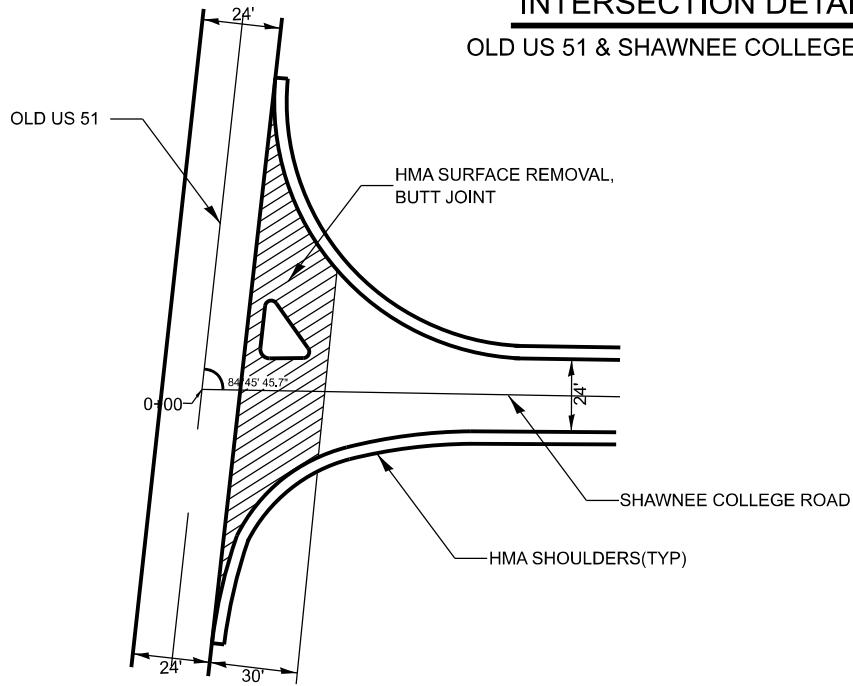 INTERSECTION DETA
OLD US 51 & SHAWNEE COLLEGE
24'
OLD US 51
HMA SURFACE REMOVAL,
BUTT JOINT
84°45' 45.7"
0+00
24'
SHAWNEE COLLEGE ROAD
HMA SHOULDERS(TYP)
24'
30'